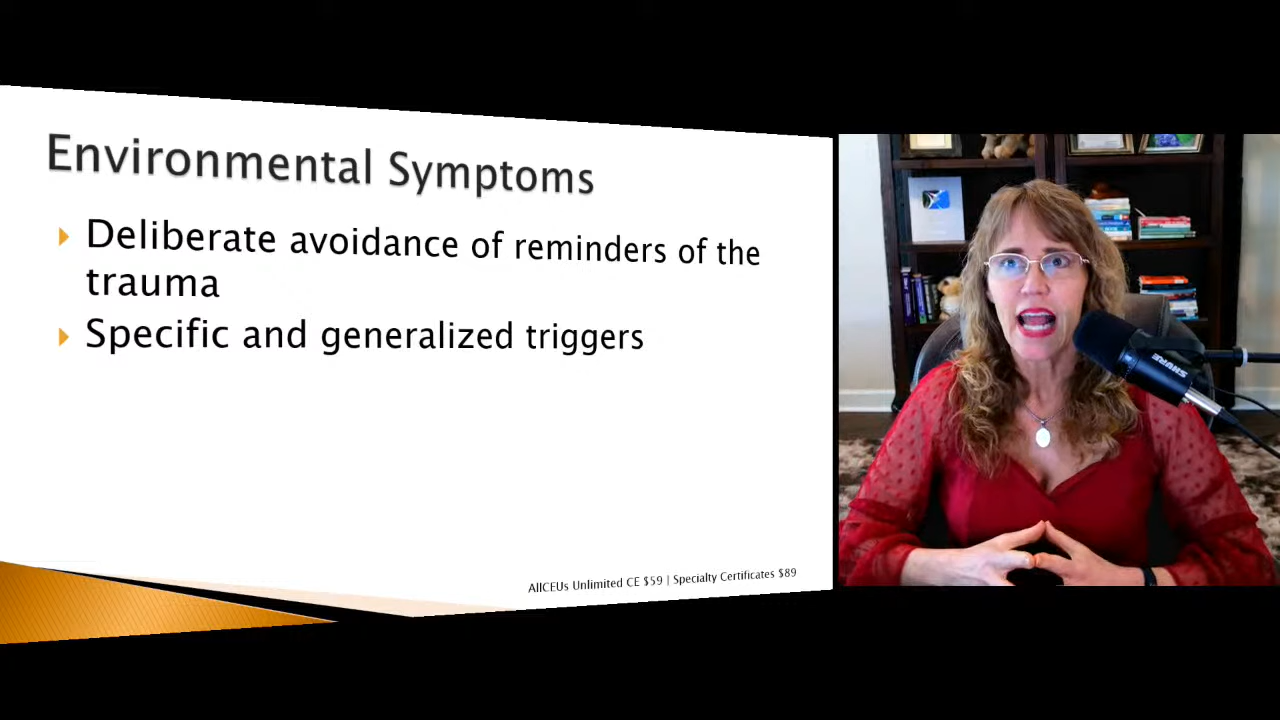 Environmental Symptoms
Deliberate avoidance of reminders of the
trauma
Specific and generalized triggers
AllCEUs Unlimited CE $59 | Specialty Certificates $89
SHURE